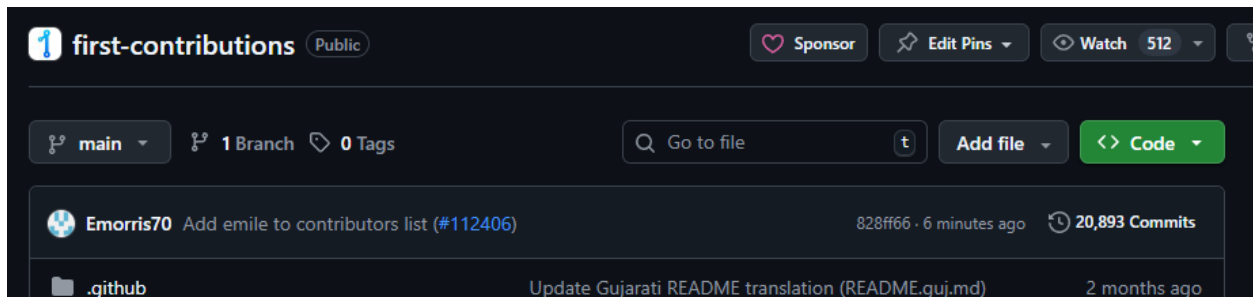 first-contributions Public Sponsor Edit Pins Watch 512
main 1 Branch 0 Tags Go to file t Add file Code
Emorris70 Add emile to contributors list (#112406) 828ff66 · 6 minutes ago 20,893 Commits
.github Update Gujarati README translation (README.guj.md) 2 months ago